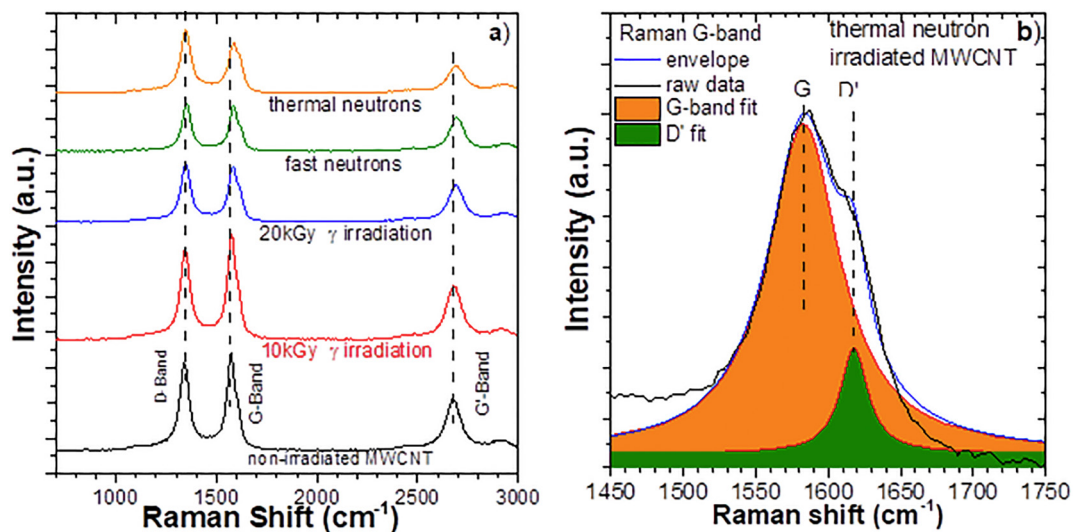 a)
thermal neutrons
fast neutrons
20kGy γ irradiation
10kGy γ irradiation
D Band
G-Band
G'-Band
non-irradiated MWCNT
1000 1500 2000 2500 3000
Raman Shift (cm-1)
Intensity (a.u.)
b)
Raman G-band
envelope
raw data
G-band fit
D' fit
thermal neutron
irradiated MWCNT
G D'
1450 1500 1550 1600 1650 1700 1750
Raman shift (cm-1)
Intensity (a.u.)